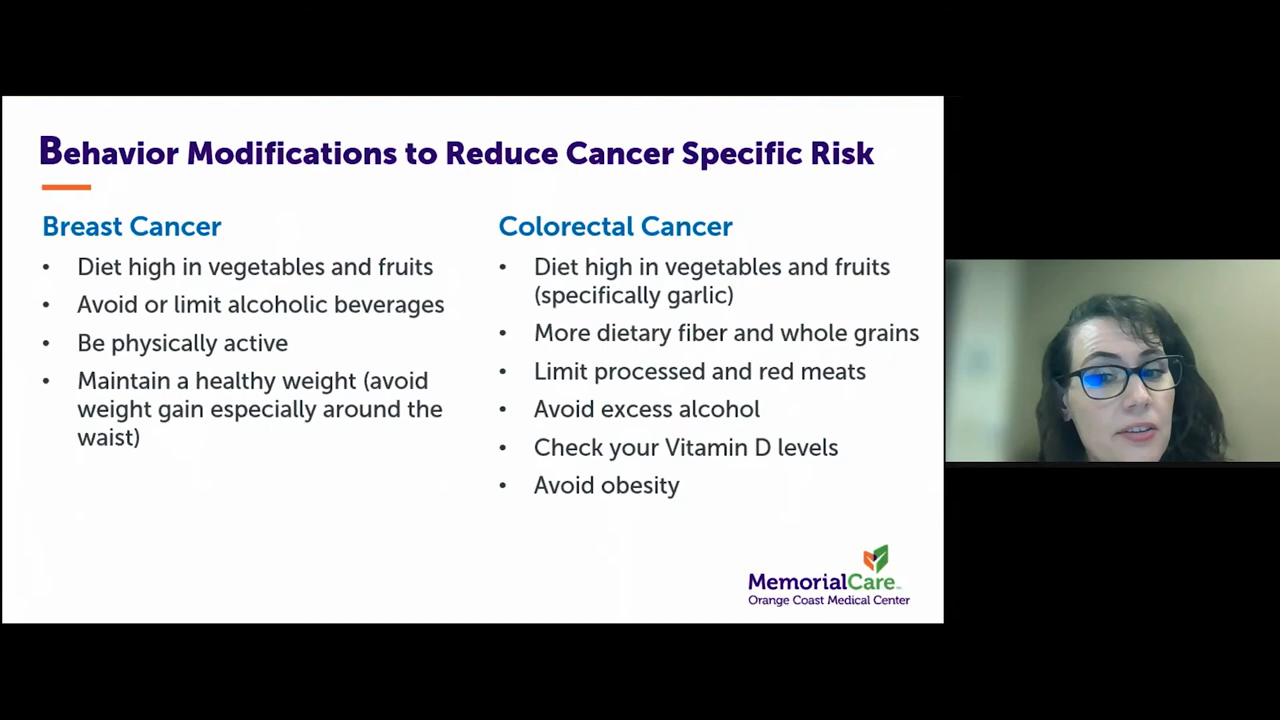 Behavior Modifications to Reduce Cancer Specific Risk
Breast Cancer
• Diet high in vegetables and fruits
• Avoid or limit alcoholic beverages
• Be physically active
• Maintain a healthy weight (avoid
weight gain especially around the
waist)
Colorectal Cancer
• Diet high in vegetables and fruits
(specifically garlic)
• More dietary fiber and whole grains
• Limit processed and red meats
• Avoid excess alcohol
• Check your Vitamin D levels
• Avoid obesity
MemorialCare
Orange Coast Medical Center